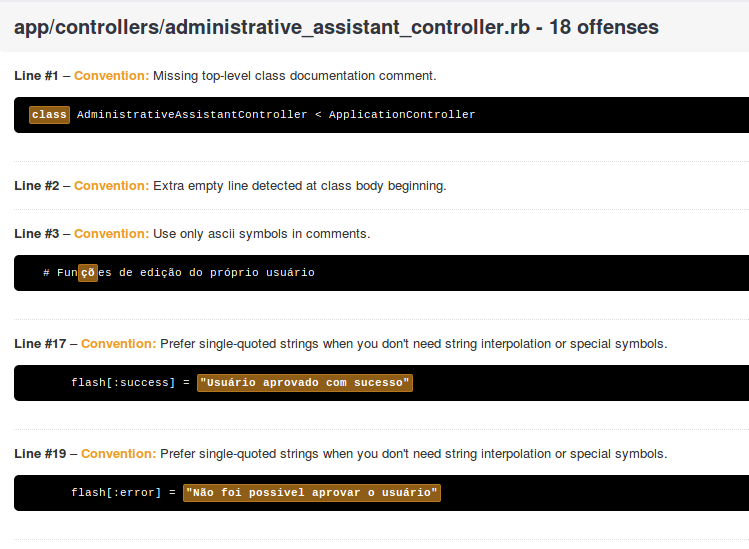 app/controllers/administrative_assistant_controller.rb - 18 offenses
Line #1 – Convention: Missing top-level class documentation comment.
class AdministrativeAssistantController < ApplicationController
Line #2 – Convention: Extra empty line detected at class body beginning.
Line #3 – Convention: Use only ascii symbols in comments.
# Funções de edição do próprio usuário
Line #17 – Convention: Prefer single-quoted strings when you don't need string interpolation or special symbols.
flash[:success] = "Usuário aprovado com sucesso"
Line #19 – Convention: Prefer single-quoted strings when you don't need string interpolation or special symbols.
flash[:error] = "Não foi possivel aprovar o usuário"